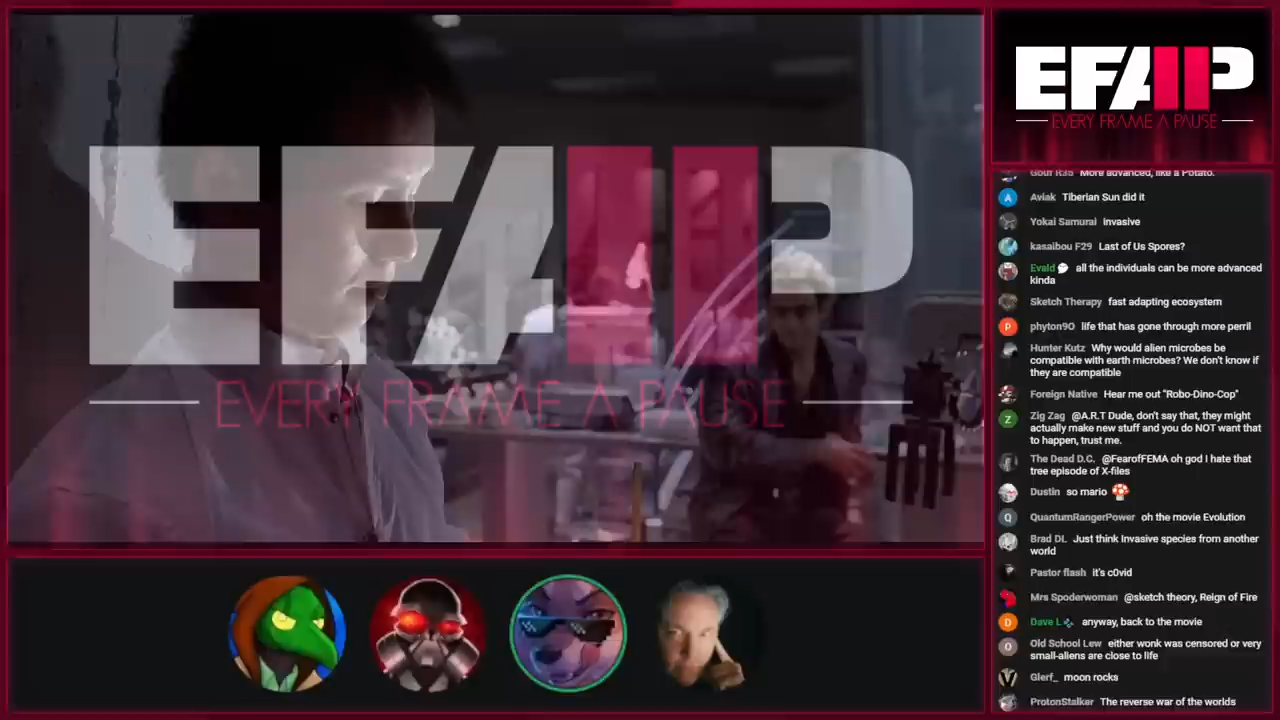 EFAP
EVERY FRAME A PAUSE
EFAP
EVERY FRAME A PAUSE
Gouf R35 More advanced, like a Potato.
A Aviak Tiberian Sun did it
Yokai Samurai invasive
kasaibou F29 Last of Us Spores?
Evald all the individuals can be more advanced
kinda
Sketch Therapy fast adapting ecosystem
P phyton90 life that has gone through more perril
Hunter Kutz Why would alien microbes be
compatible with earth microbes? We don't know if
they are compatible
Foreign Native Hear me out "Robo-Dino-Cop"
Z Zig Zag @A.R.T Dude, don't say that, they might
actually make new stuff and you do NOT want that
to happen, trust me.
The Dead D.C. @FearofFEMA oh god I hate that
tree episode of X-files
Dustin so mario 🍄
Q QuantumRangerPower oh the movie Evolution
Brad DL Just think Invasive species from another
world
Pastor flash it's c0vid
Mrs Spoderwoman @sketch theory, Reign of Fire
D Dave L anyway, back to the movie
O Old School Lew either wonk was censored or very
small-aliens are close to life
Glerf_ moon rocks
ProtonStalker The reverse war of the worlds